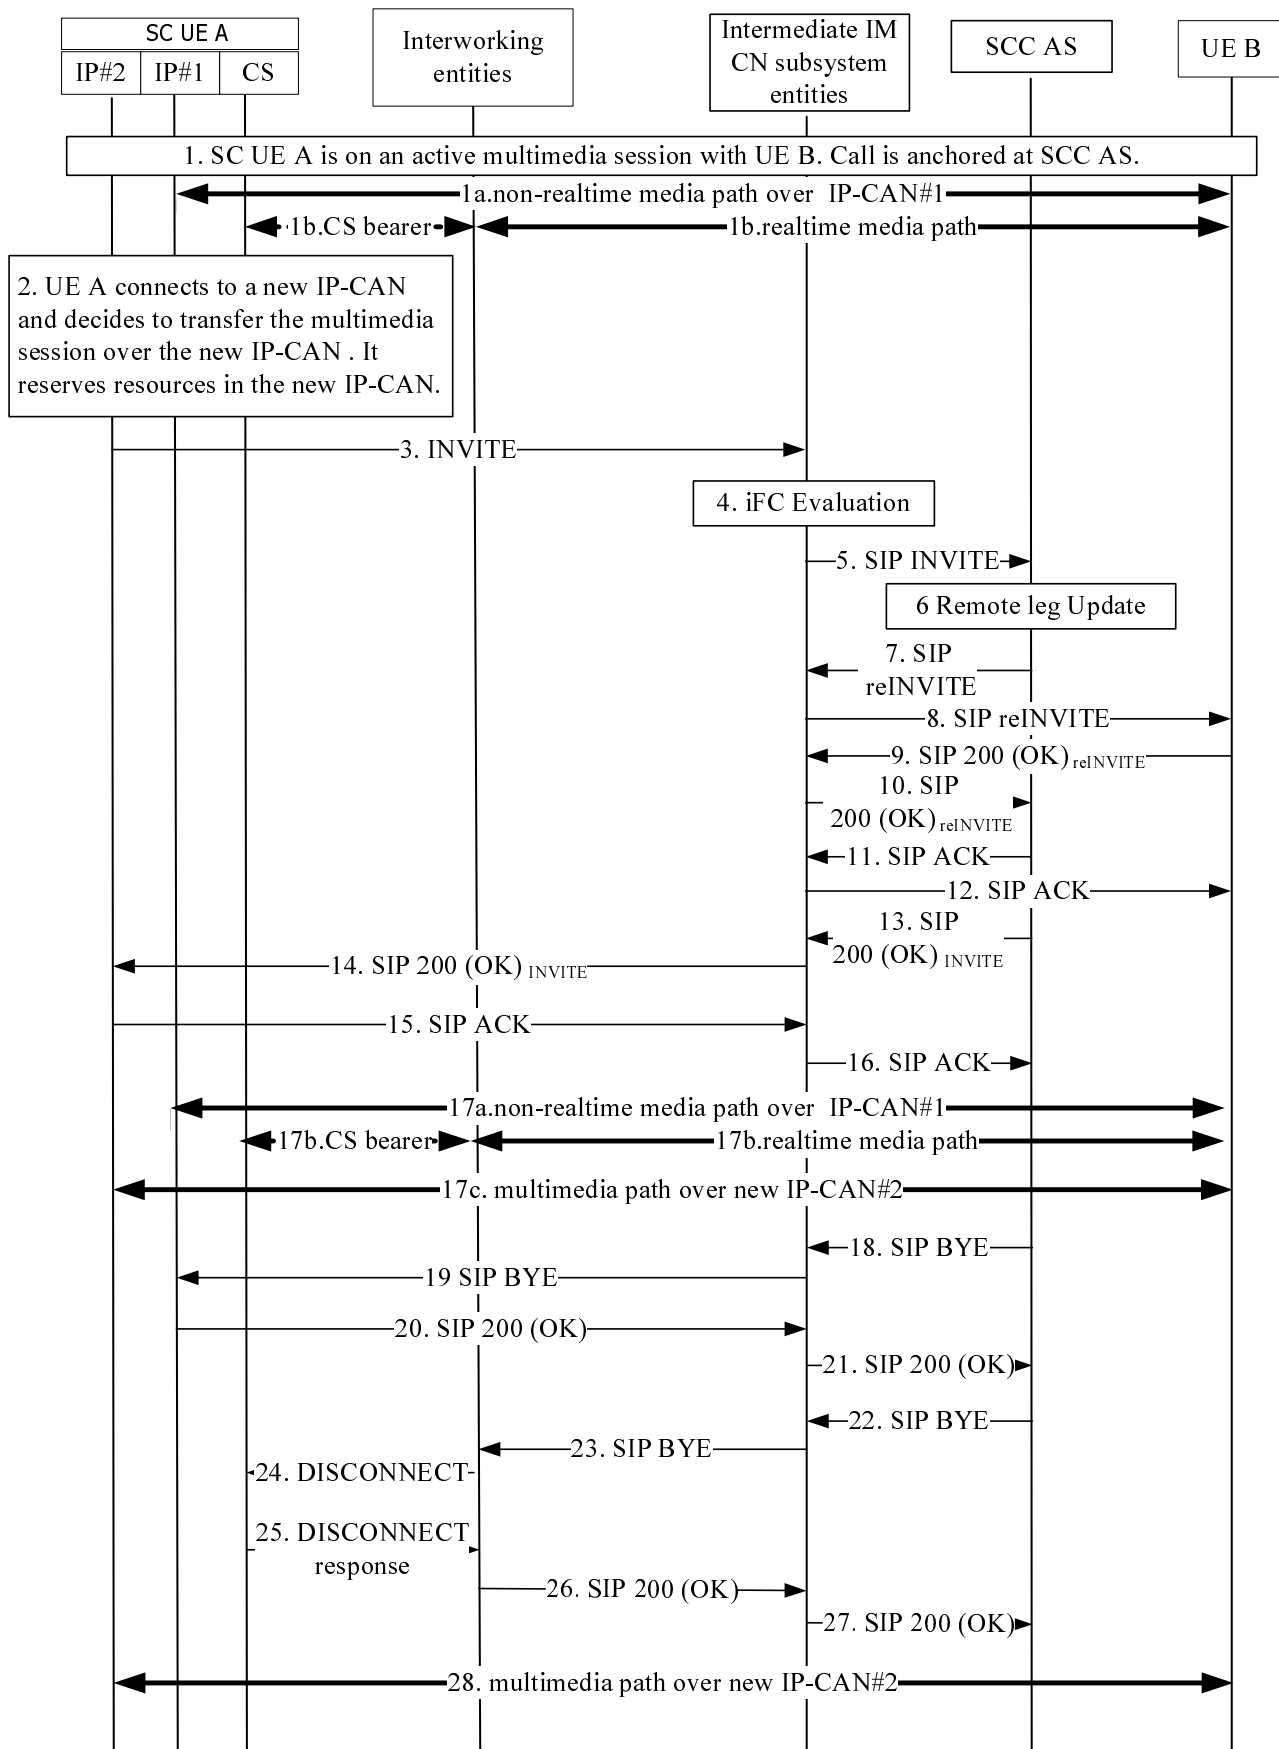 SC UE A
IP#2 IP#1 CS
Interworking
entities
Intermediate IM
CN subsystem
entities
SCC AS
UE B
1. SC UE A is on an active multimedia session with UE B. Call is anchored at SCC AS.
1a.non-realtime media path over IP-CAN#1
1b.CS bearer
1b.realtime media path
2. UE A connects to a new IP-CAN
and decides to transfer the multimedia
session over the new IP-CAN . It
reserves resources in the new IP-CAN.
3. INVITE
4. iFC Evaluation
5. SIP INVITE
6 Remote leg Update
7. SIP
reINVITE
8. SIP reINVITE
9. SIP 200 (OK) reINVITE
10. SIP
200 (OK) reINVITE
11. SIP ACK
12. SIP ACK
13. SIP
200 (OK) INVITE
14. SIP 200 (OK) INVITE
15. SIP ACK
16. SIP ACK
17a.non-realtime media path over IP-CAN#1
17b.CS bearer
17b.realtime media path
17c. multimedia path over new IP-CAN#2
18. SIP BYE
19 SIP BYE
20. SIP 200 (OK)
21. SIP 200 (OK)
22. SIP BYE
23. SIP BYE
24. DISCONNECT
25. DISCONNECT
response
26. SIP 200 (OK)
27. SIP 200 (OK)
28. multimedia path over new IP-CAN#2